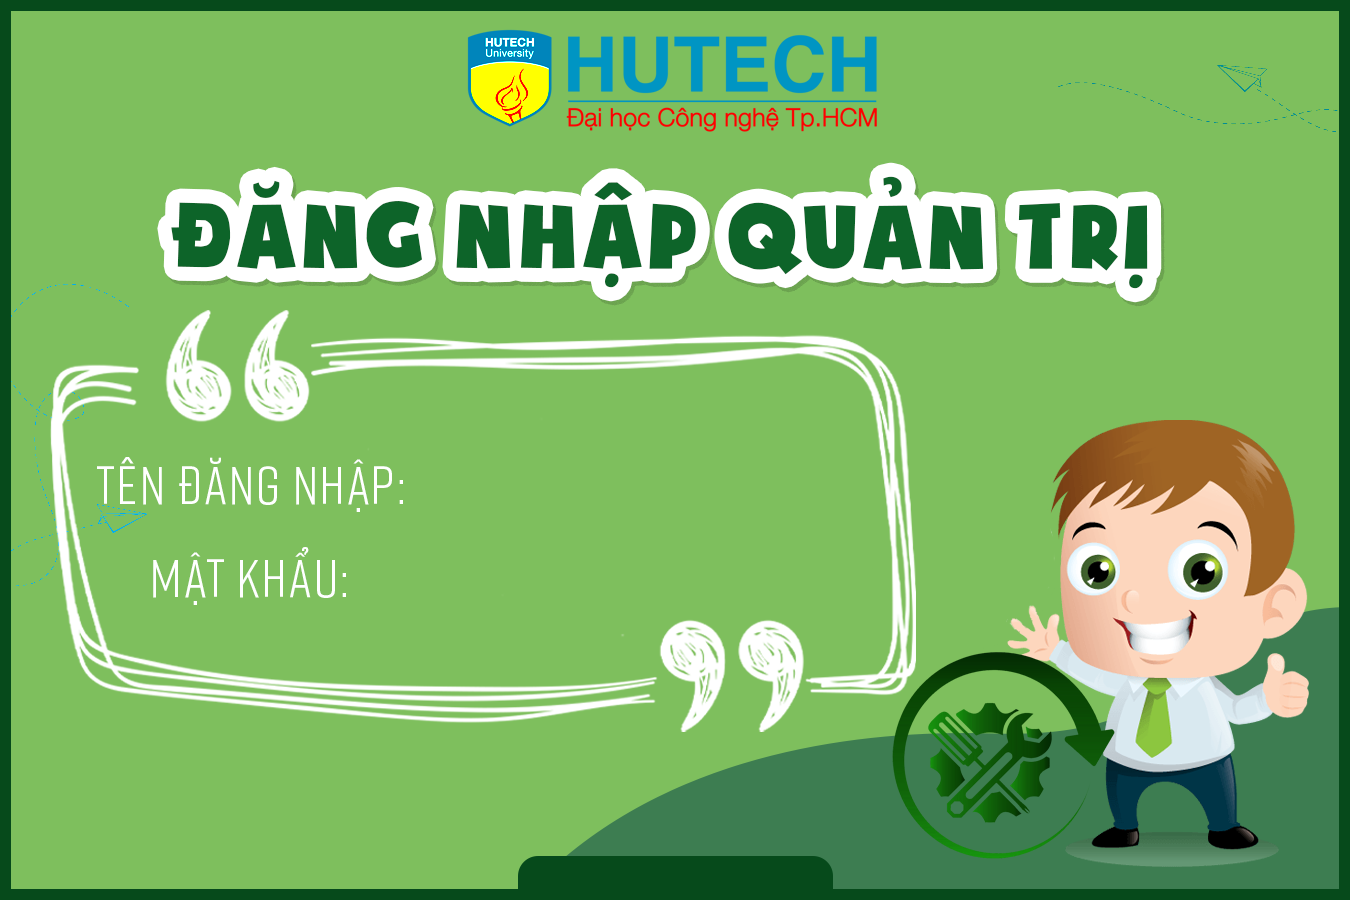 HUTECH
University
HUTECH
Đại học Công nghệ Tp.HCM
ĐĂNG NHẬP QUẢN TRỊ
TÊN ĐĂNG NHẬP:
MẬT KHẨU: